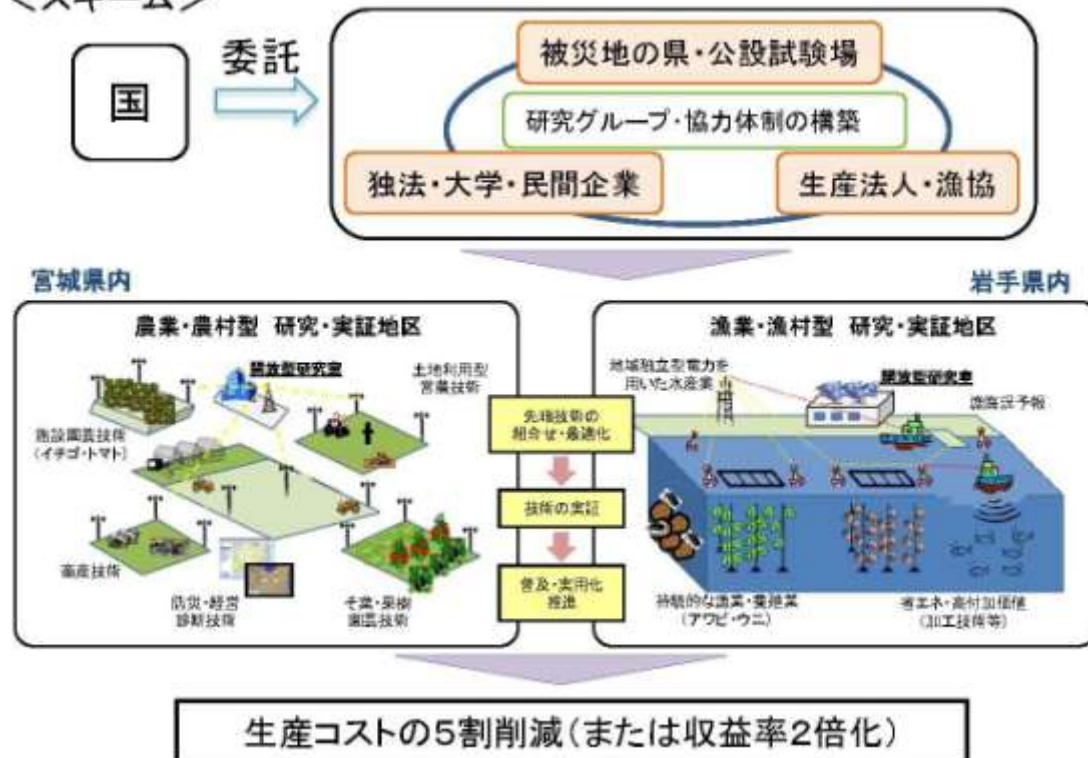 <スキーム>
国
委託
被災地の県・公設試験場
研究グループ・協力体制の構築
独法・大学・民間企業
生産法人・漁協
宮城県内
岩手県内
農業・農村型 研究・実証地区
開放型研究室
土地利用型
営農技術
施設園芸技術
(イチゴ・トマト)
畜産技術
防災・経営
診断技術
そ菜・果樹
園芸技術
先端技術の
組合せ・最適化
技術の実証
普及・実用化
推進
漁業・漁村型 研究・実証地区
地域独立型電力を
用いた水産業
開放型研究室
漁海況予報
持続的な漁業・養殖業
(アワビ・ウニ)
省エネ・高付加価値
(加工技術等)
生産コストの5割削減(または収益率2倍化)